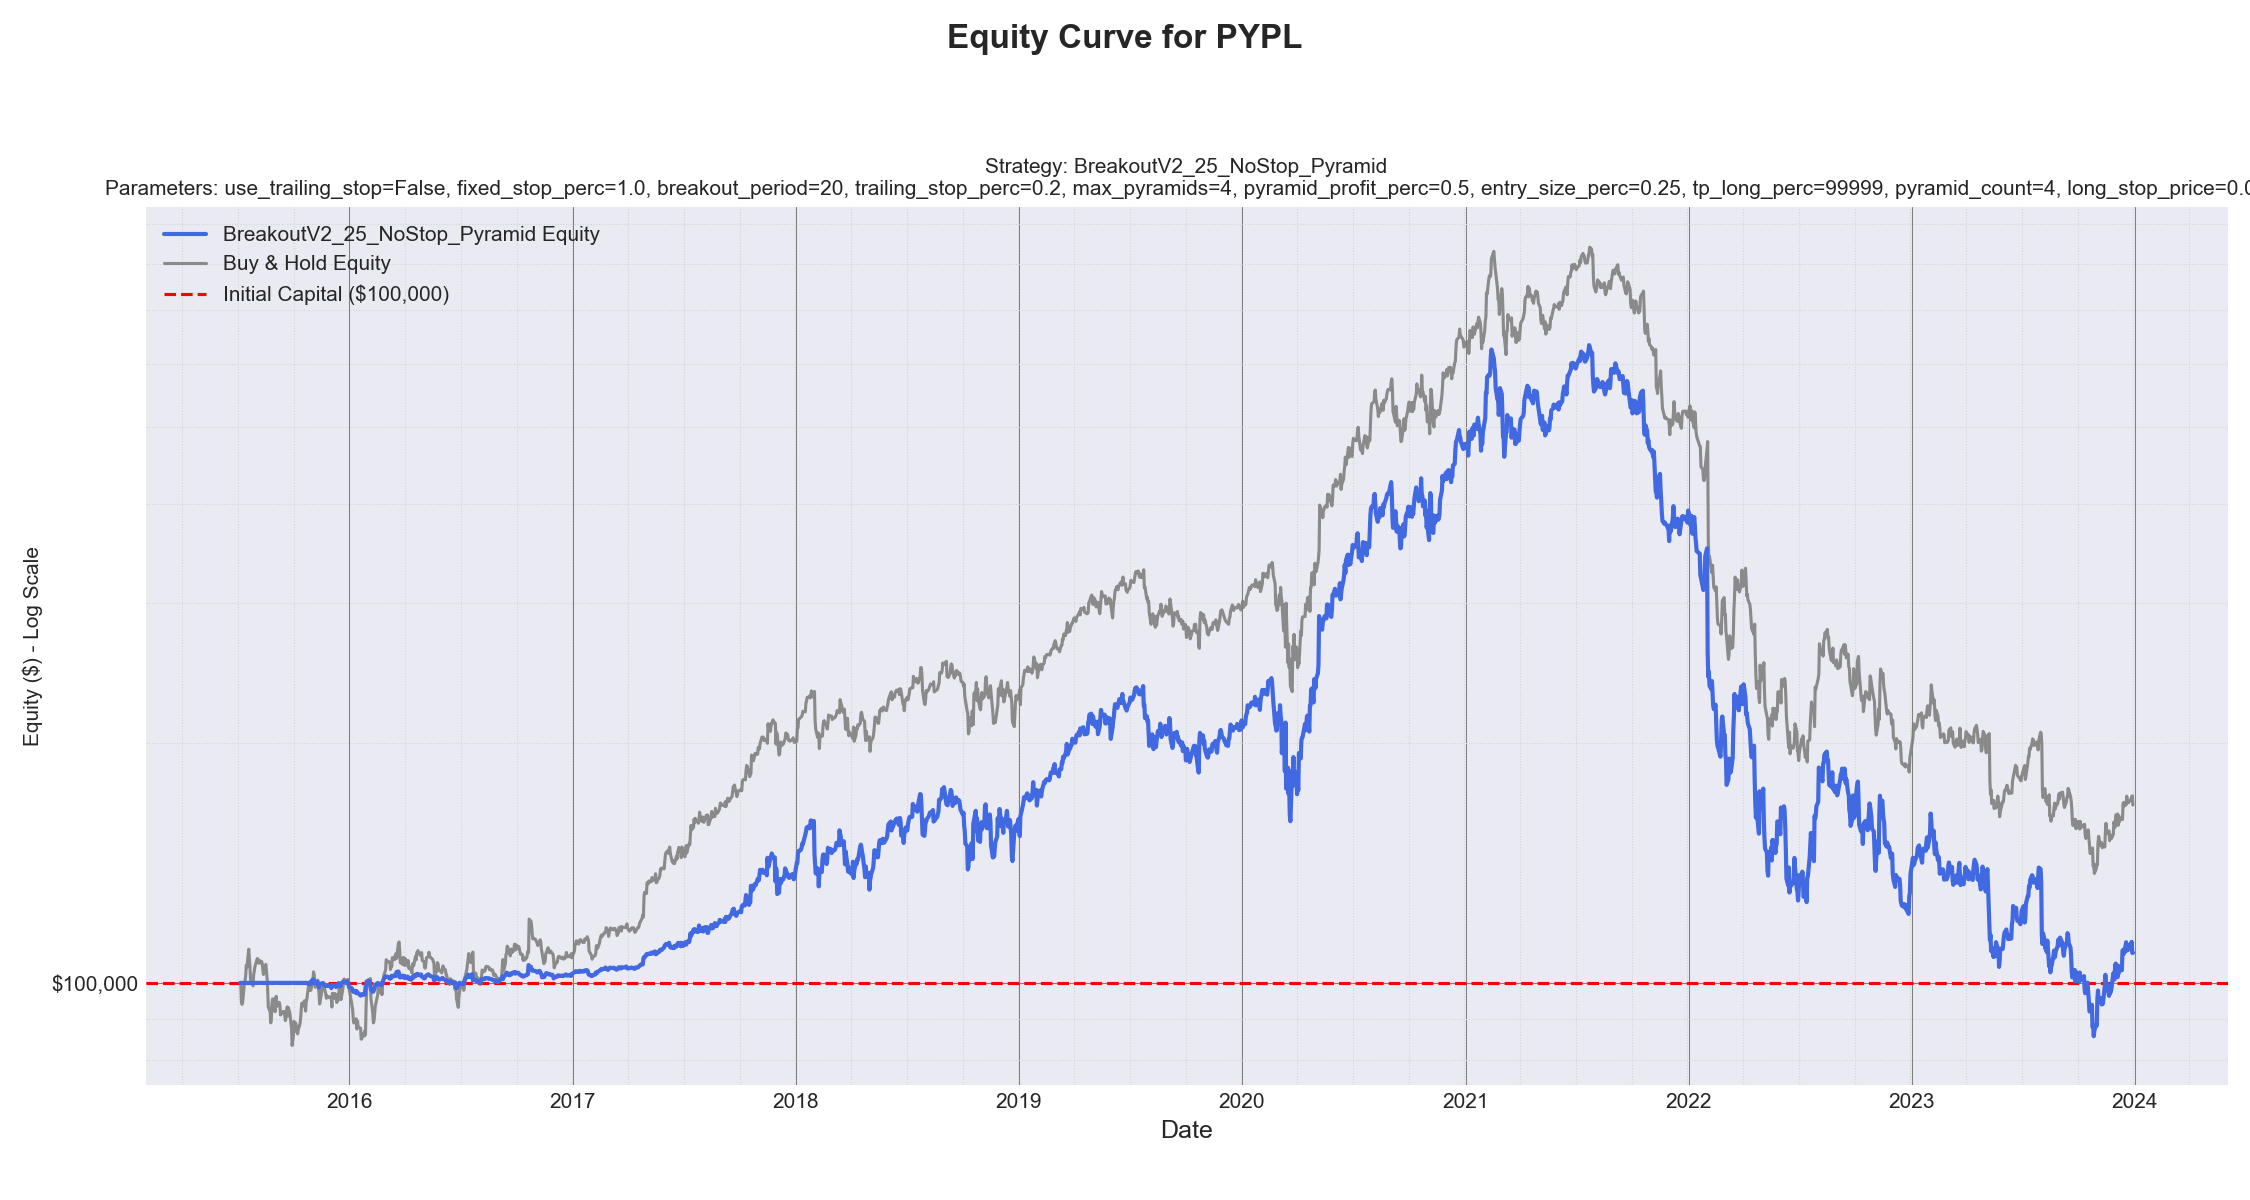 Equity Curve for PYPL
Strategy: BreakoutV2_25_NoStop_Pyramid
Parameters: use_trailing_stop=False, fixed_stop_perc=1.0, breakout_period=20, trailing_stop_perc=0.2, max_pyramids=4, pyramid_profit_perc=0.5, entry_size_perc=0.25, tp_long_perc=99999, pyramid_count=4, long_stop_price=0.0
BreakoutV2_25_NoStop_Pyramid Equity
Buy & Hold Equity
Initial Capital ($100,000)
Equity ($) - Log Scale
$100,000
2016 2017 2018 2019 2020 2021 2022 2023 2024
Date